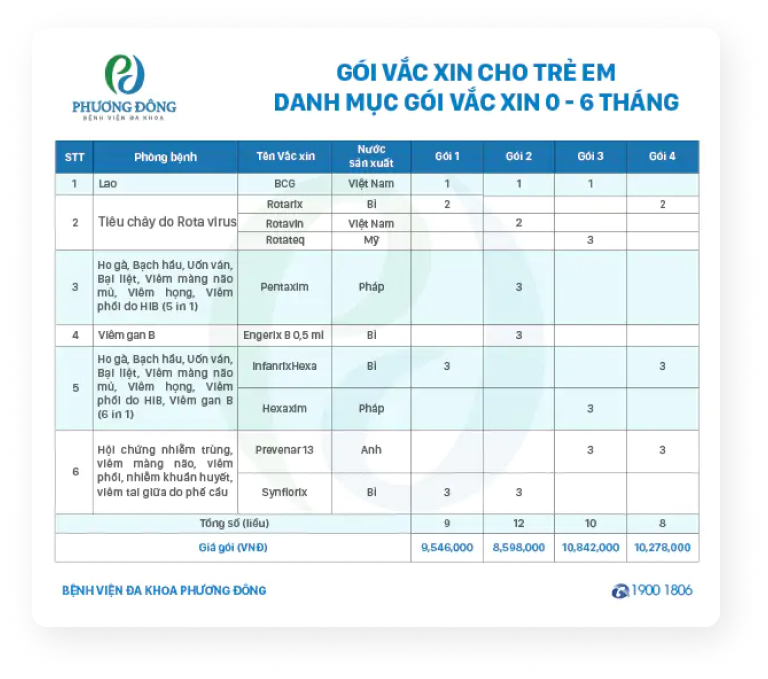 PHƯƠNG ĐÔNG
BỆNH VIỆN ĐA KHOA
GÓI VẮC XIN CHO TRẺ EM
DANH MỤC GÓI VẮC XIN 0 - 6 THÁNG
STT Phòng bệnh Tên Vắc xin Nước sản xuất Gói 1 Gói 2 Gói 3 Gói 4
1 Lao BCG Việt Nam 1 1 1
2 Tiêu chảy do Rota virus
Rotarix Bỉ 2 2
Rotavin Việt Nam 2
Rotateq Mỹ 3
3
Ho gà, Bạch hầu, Uốn ván,
Bại liệt, Viêm màng não
mủ, Viêm họng, Viêm
phổi do HIB (5 in 1)
Pentaxim Pháp 3
4 Viêm gan B Engerix B 0,5 ml Bỉ 3
5
Ho gà, Bạch hầu, Uốn ván,
Bại liệt, Viêm màng não
mủ, Viêm họng, Viêm
phổi do HIB, Viêm gan B
(6 in 1)
InfanrixHexa Bỉ 3 3
Hexaxim Pháp 3
6
Hội chứng nhiễm trùng,
viêm màng não, viêm
phổi, nhiễm khuẩn huyết,
viêm tai giữa do phế cầu
Prevenar 13 Anh 3 3
Synflorix Bỉ 3 3
Tổng số (liều) 9 12 10 8
Giá gói (VNĐ) 9,546,000 8,598,000 10,842,000 10,278,000
BỆNH VIỆN ĐA KHOA PHƯƠNG ĐÔNG
1900 1806